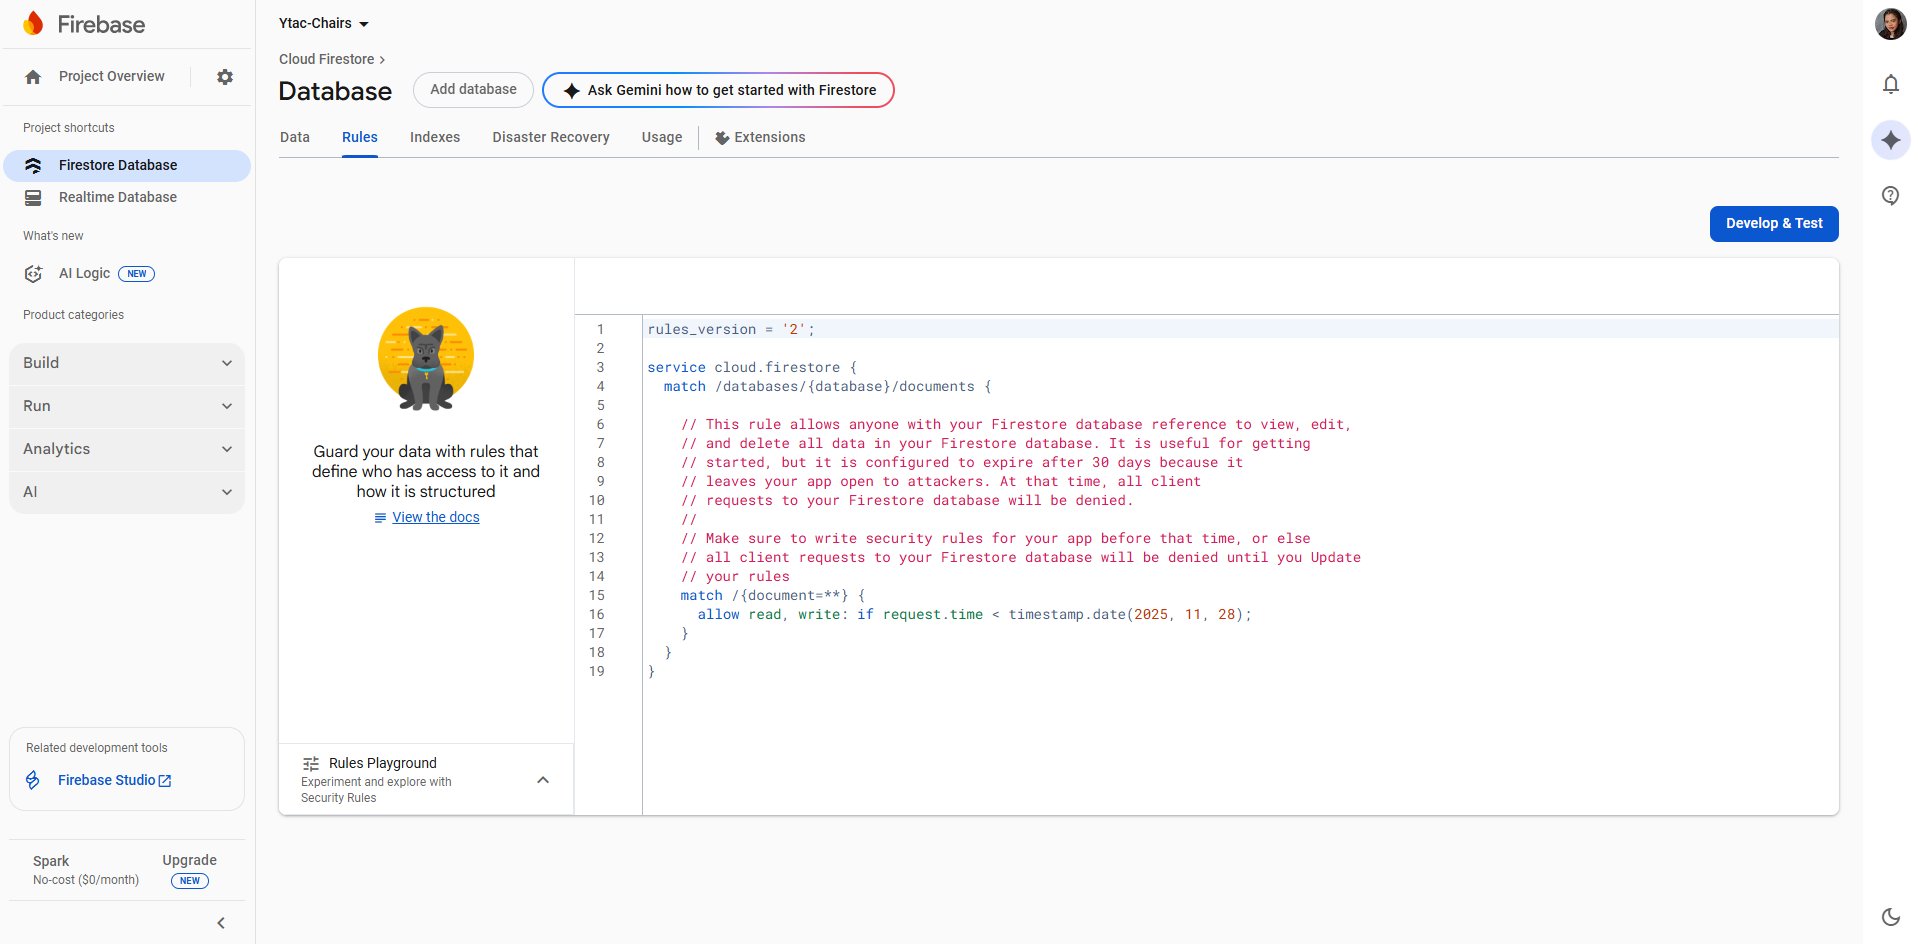 Firebase
Project Overview
Project shortcuts
Firestore Database
Realtime Database
What's new
AI Logic NEW
Product categories
Build
Run
Analytics
AI
Related development tools
Firebase Studio
Spark
No-cost ($0/month)
Upgrade
NEW
Ytac-Chairs
Cloud Firestore
Database
Add database
Ask Gemini how to get started with Firestore
Data
Rules
Indexes
Disaster Recovery
Usage
Extensions
Develop & Test
Guard your data with rules that
define who has access to it and
how it is structured
View the docs
Rules Playground
Experiment and explore with
Security Rules
1 rules_version = '2';
2
3 service cloud.firestore {
4 match /databases/{database}/documents {
5
6 // This rule allows anyone with your Firestore database reference to view, edit,
7 // and delete all data in your Firestore database. It is useful for getting
8 // started, but it is configured to expire after 30 days because it
9 // leaves your app open to attackers. At that time, all client
10 // requests to your Firestore database will be denied.
11 //
12 // Make sure to write security rules for your app before that time, or else
13 // all client requests to your Firestore database will be denied until you Update
14 // your rules
15 match /{document=**} {
16 allow read, write: if request.time < timestamp.date(2025, 11, 28);
17 }
18 }
19 }